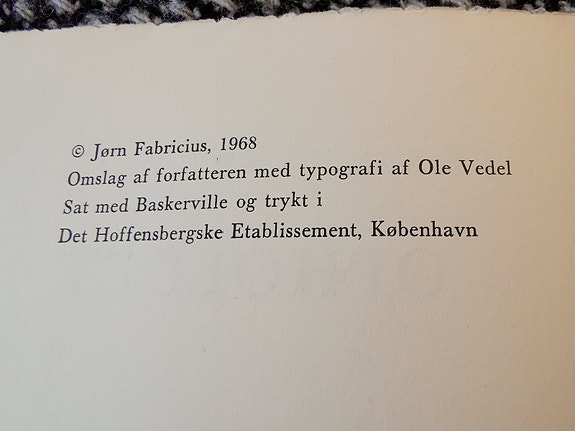 © Jørn Fabricius, 1968
Omslag af forfatteren med typografi af Ole Vedel
Sat med Baskerville og trykt i
Det Hoffensbergske Etablissement, København